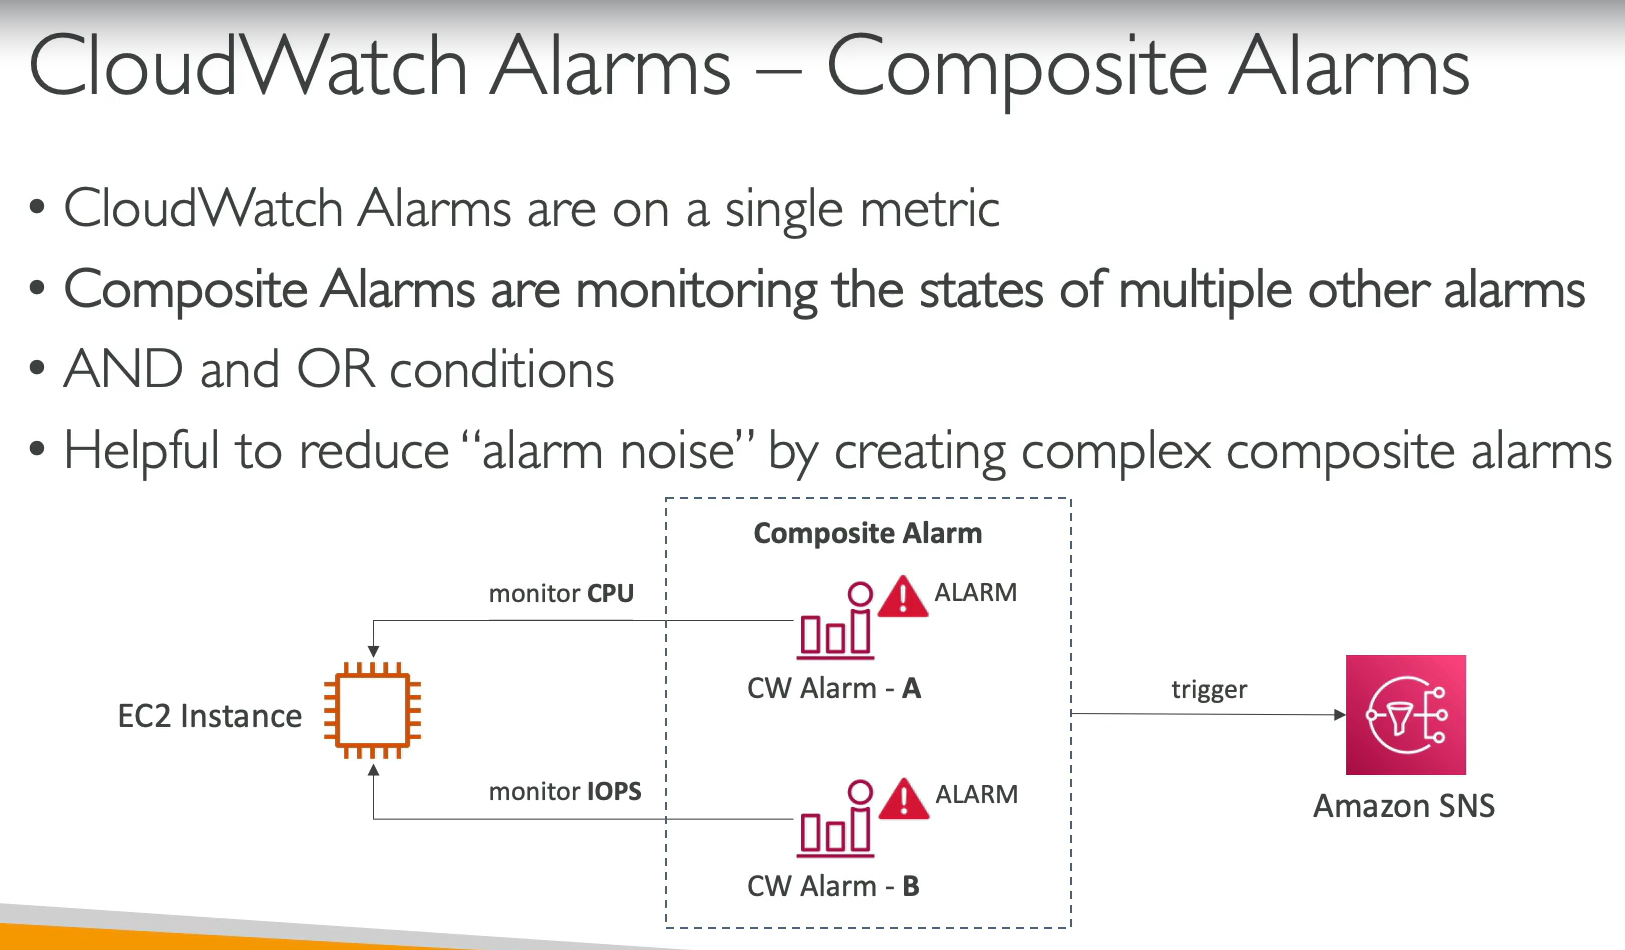 CloudWatch Alarms – Composite Alarms
• CloudWatch Alarms are on a single metric
• Composite Alarms are monitoring the states of multiple other alarms
• AND and OR conditions
• Helpful to reduce “alarm noise” by creating complex composite alarms
Composite Alarm
monitor CPU
ALARM
CW Alarm - A
EC2 Instance
trigger
monitor IOPS
ALARM
Amazon SNS
CW Alarm - B